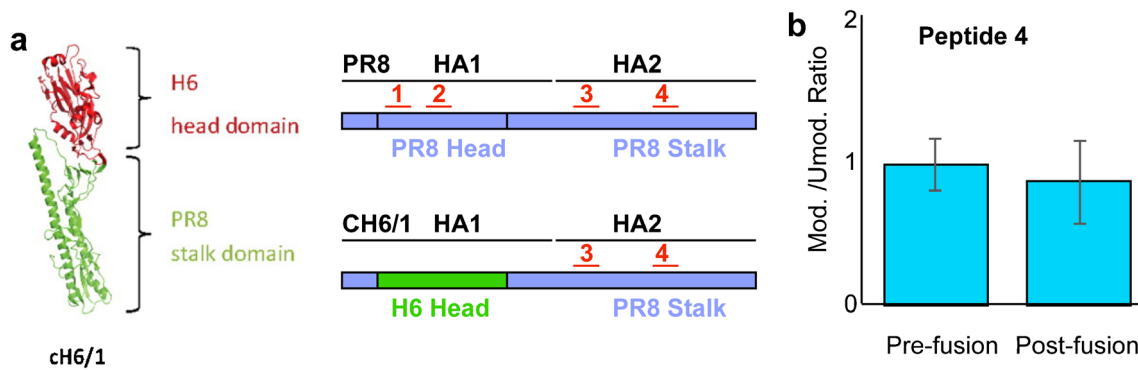 a
H6
head domain
PR8
stalk domain
cH6/1
PR8 HA1 HA2
1 2 3 4
PR8 Head PR8 Stalk
CH6/1 HA1 HA2
3 4
H6 Head PR8 Stalk
b
Peptide 4
Mod. /Umod. Ratio
2
1
0
Pre-fusion Post-fusion